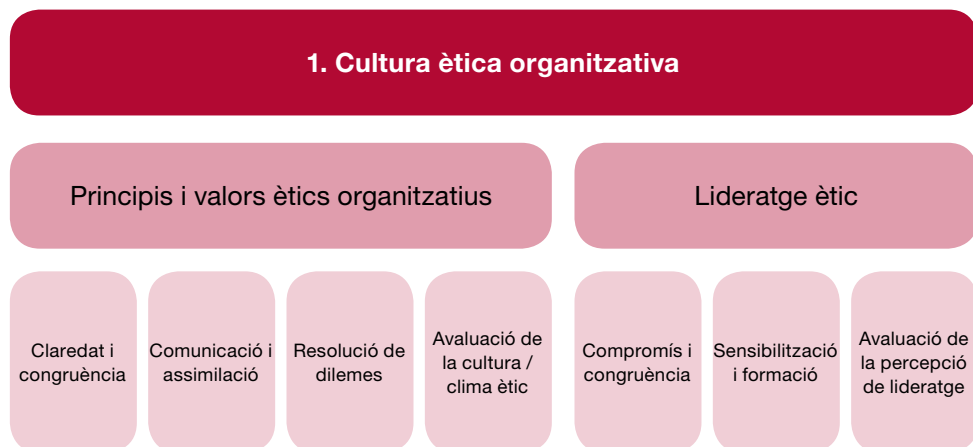 1. Cultura ètica organitzativa
Principis i valors ètics organitzatius
Lideratge ètic
Claredat i
congruència
Comunicació i
assimilació
Resolució de
dilemes
Avaluació de
la cultura /
clima ètic
Compromís i
congruència
Sensibilització
i formació
Avaluació de
la percepció
de lideratge